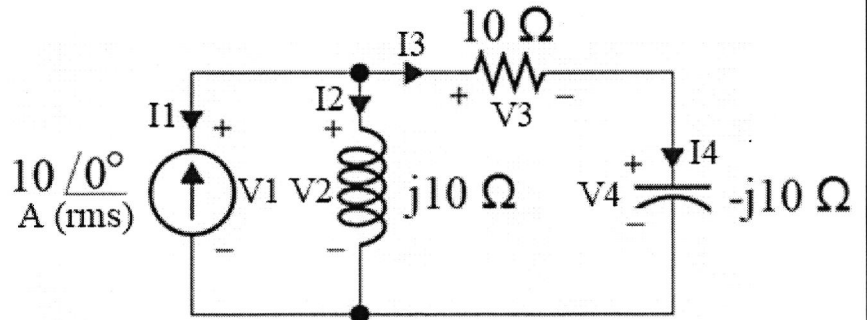 10 Ω
I3
+ V3 −
I1 + I2 + I4
10 /0° V1 V2 j10 Ω + V4 -j10 Ω
A (rms)
− − −